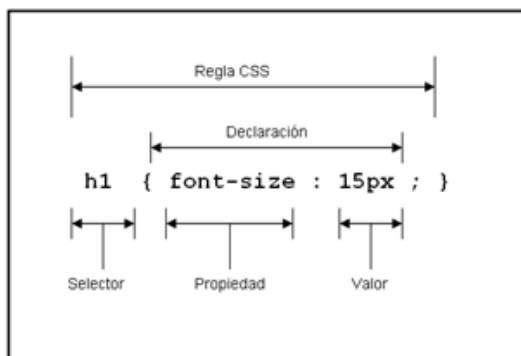 Regla CSS
Declaración
h1 { font-size : 15px ; }
Selector Propiedad Valor